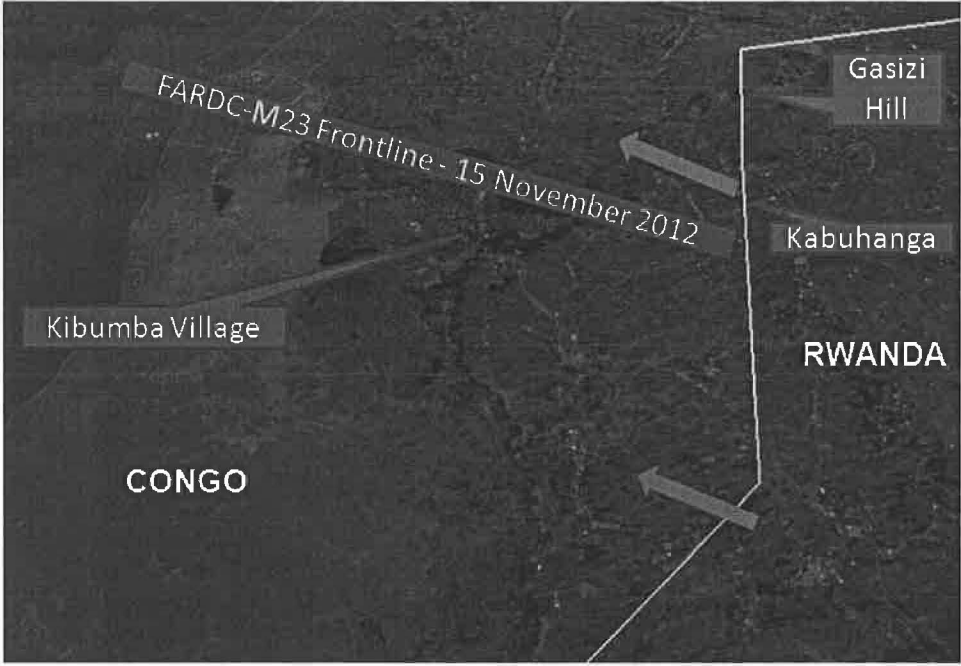 Gasizi
Hill
FARDC-M23 Frontline - 15 November 2012
Kabuhanga
Kibumba Village
RWANDA
CONGO